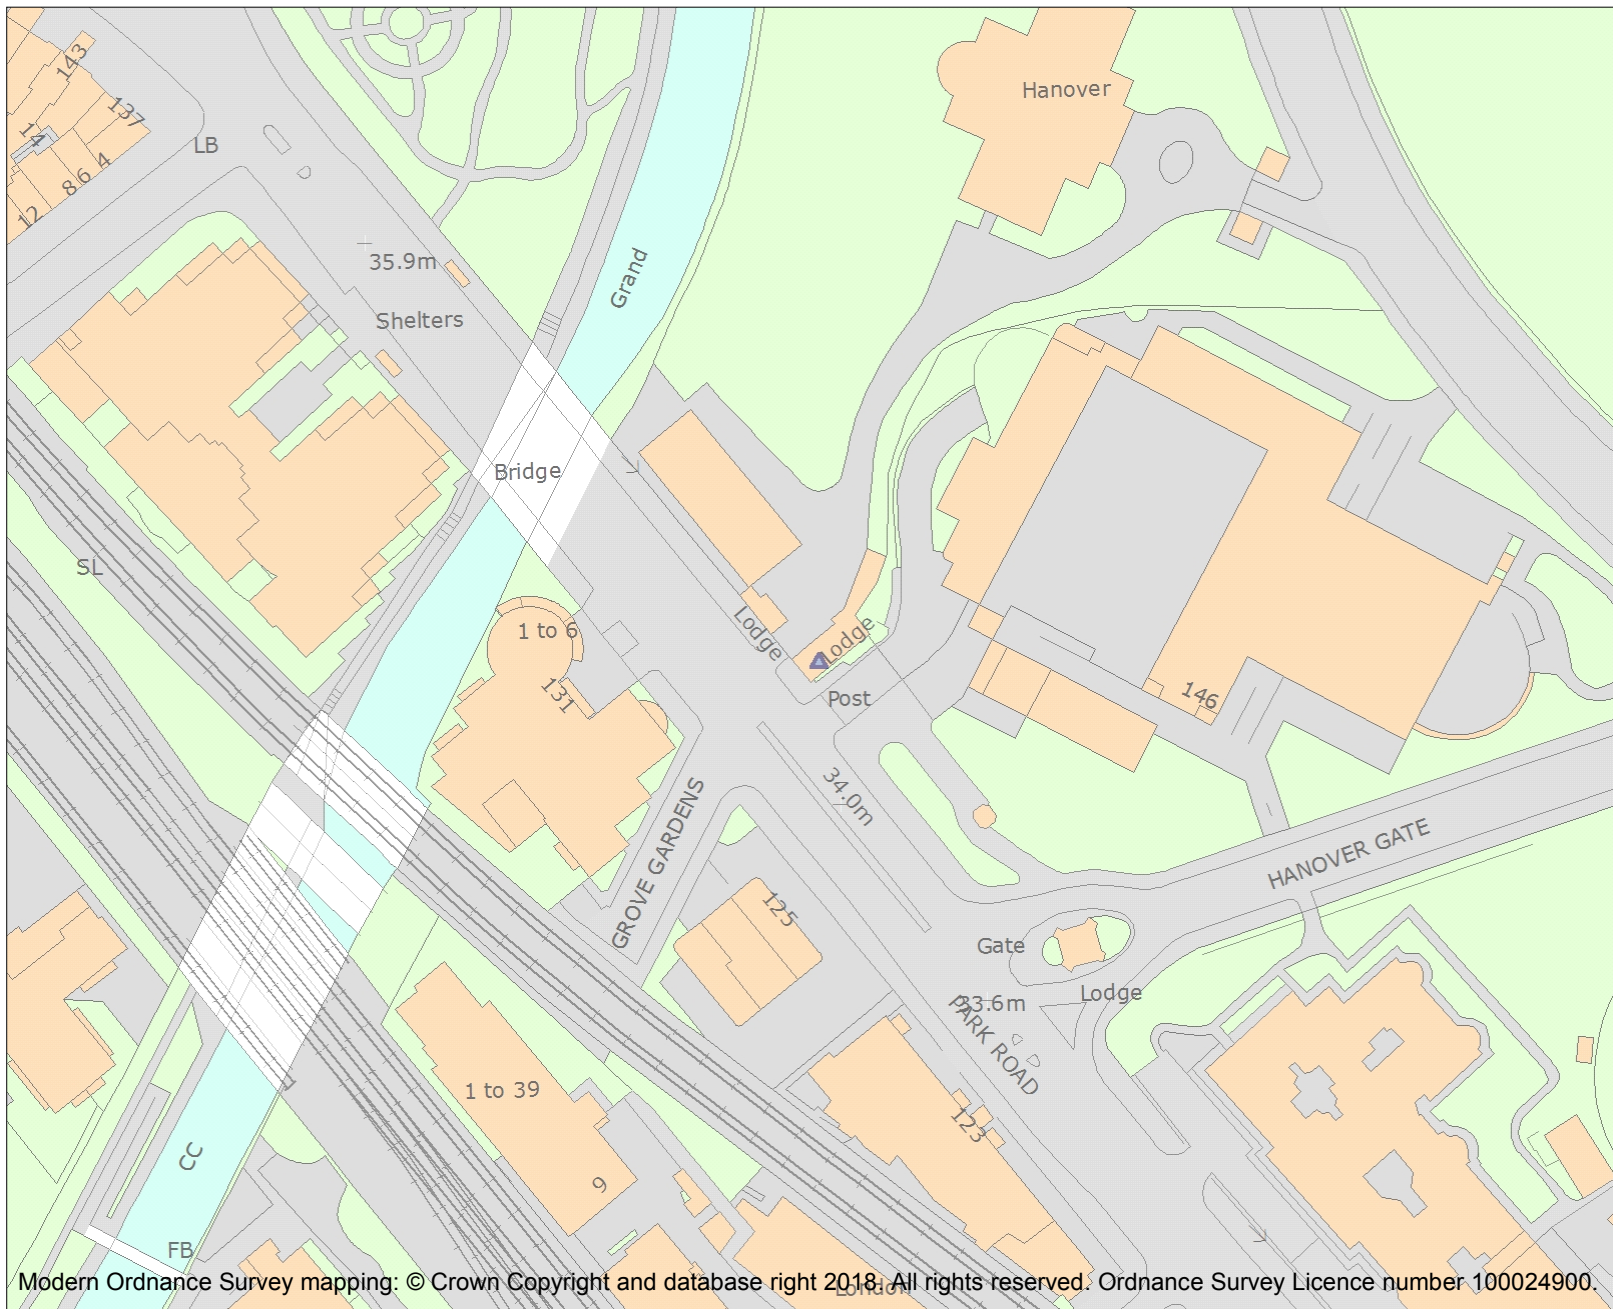 143
137
14
LB
4
6
8
12
Hanover
35.9m
Grand
Shelters
Bridge
SL
1 to 6
Lodge
Lodge
131
Post
146
34.0m
GROVE GARDENS
HANOVER GATE
125
Gate
Lodge
33.6m
PARK ROAD
1 to 39
123
CC
9
FB
London
Modern Ordnance Survey mapping: © Crown Copyright and database right 2018. All rights reserved. Ordnance Survey Licence number 100024900.